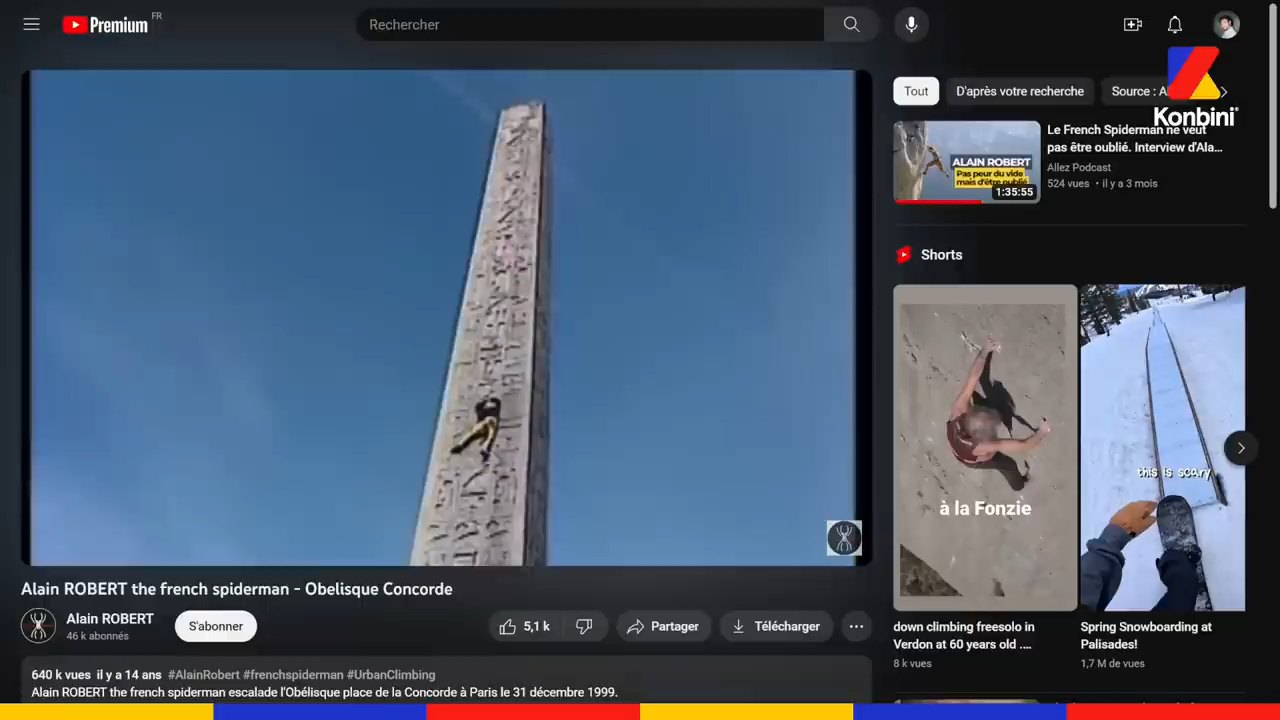 Premium FR
Rechercher
Tout
D'après votre recherche
Source : A
Konbini
ALAIN ROBERT
Pas peur du vide
mais d'être oublié
1:35:55
Le French Spiderman ne veut
pas être oublié. Interview d'Ala...
Allez Podcast
524 vues • il y a 3 mois
Shorts
à la Fonzie
this is scary
down climbing freesolo in
Verdon at 60 years old ....
8 k vues
Spring Snowboarding at
Palisades!
1,7 M de vues
Alain ROBERT the french spiderman - Obelisque Concorde
Alain ROBERT
46 k abonnés
S'abonner
5,1 k
Partager
Télécharger
640 k vues il y a 14 ans #AlainRobert #frenchspiderman #UrbanClimbing
Alain ROBERT the french spiderman escalade l'Obélisque place de la Concorde à Paris le 31 décembre 1999.